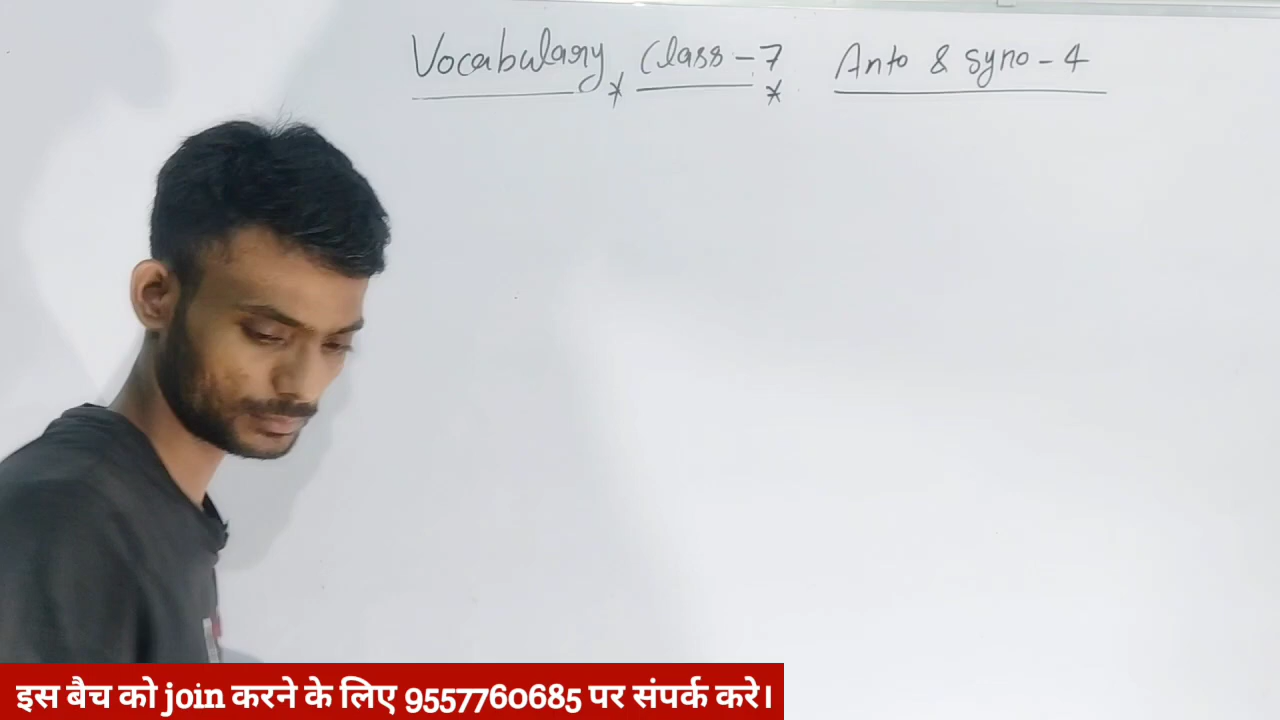 Vocabulary * Class - 7 * Anto & Syno - 4
इस बैच को join करने के लिए 9557760685 पर संपर्क करे।